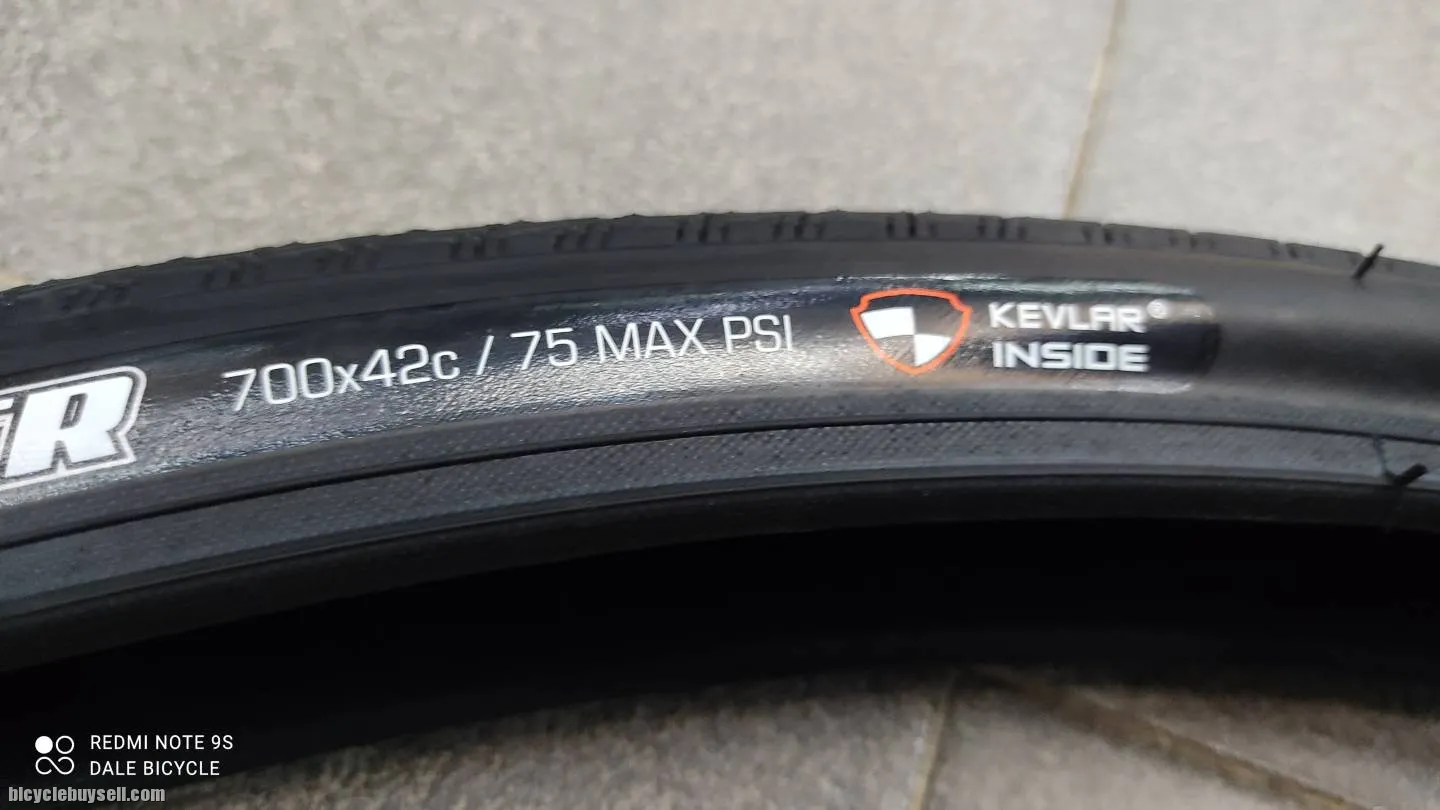 700x42c / 75 MAX PSI
KEVLAR®
INSIDE
REDMI NOTE 9S
DALE BICYCLE
bicyclebuysell.com